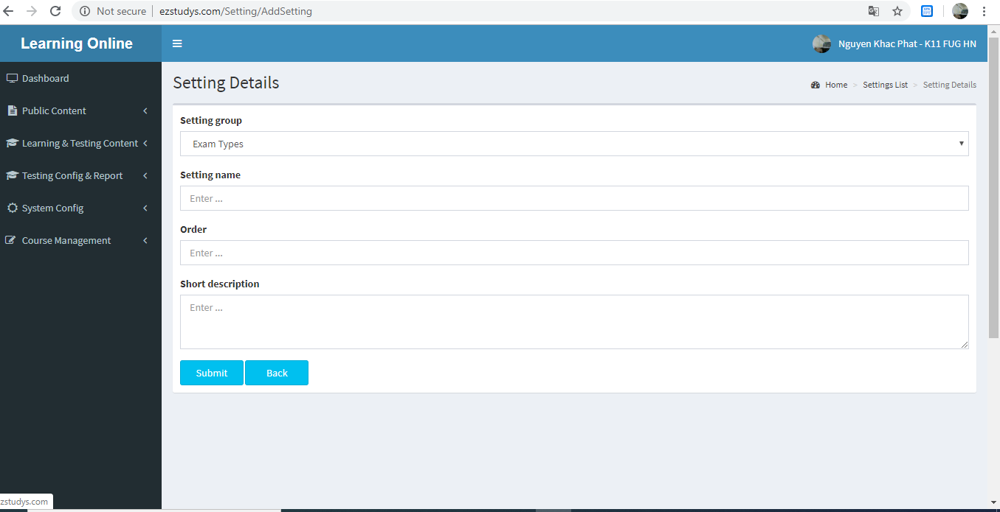 Not secure
ezstudys.com/Setting/AddSetting
Learning Online
Nguyen Khac Phat - K11 FUG HN
Dashboard
Public Content
Learning & Testing Content
Testing Config & Report
System Config
Course Management
Setting Details
Home > Settings List > Setting Details
Setting group
Exam Types
Setting name
Enter ...
Order
Enter ...
Short description
Enter ...
Submit
Back
zstudys.com